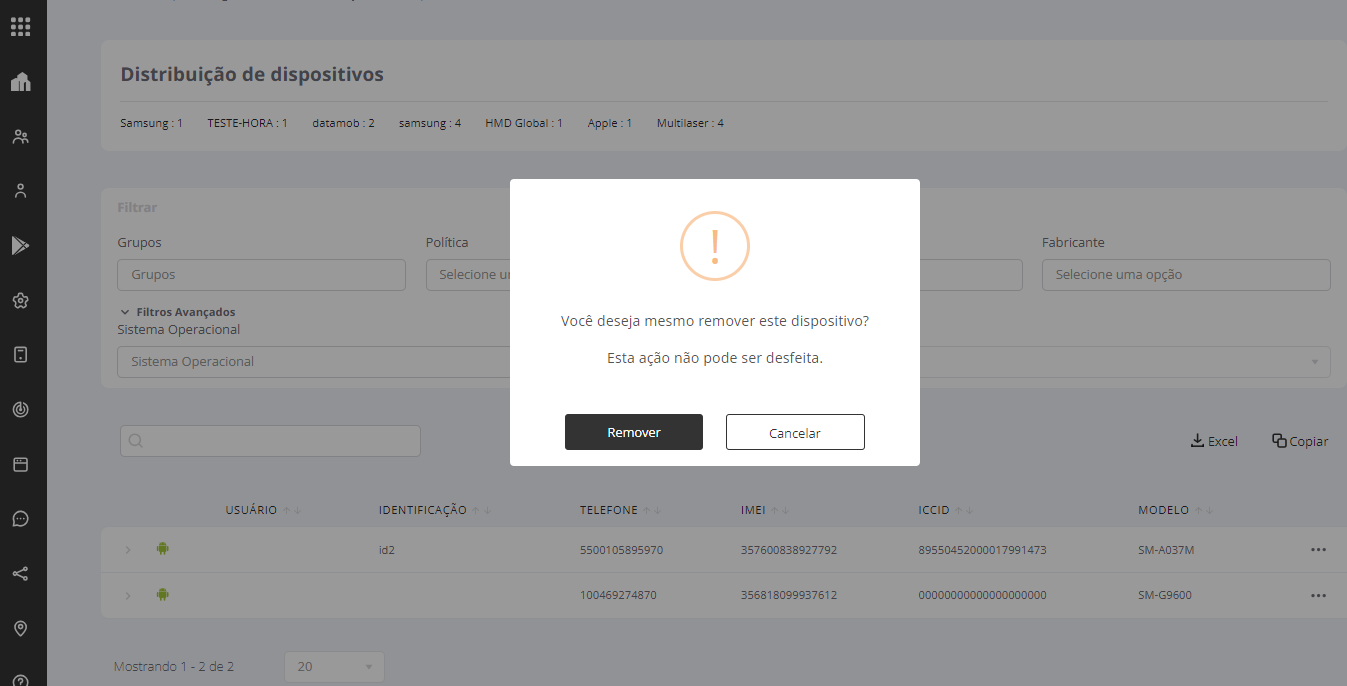 Distribuição de dispositivos
Samsung : 1 TESTE-HORA : 1 datamob : 2 samsung : 4 HMD Global : 1 Apple : 1 Multilaser : 4
Filtrar
Grupos Política Fabricante
Grupos Selecione u Selecione uma opção
Filtros Avançados
Sistema Operacional
Sistema Operacional
!
Você deseja mesmo remover este dispositivo?
Esta ação não pode ser desfeita.
Remover Cancelar
Excel Copiar
USUÁRIO IDENTIFICAÇÃO TELEFONE IMEI ICCID MODELO
id2 5500105895970 357600838927792 89550452000017991473 SM-A037M
100469274870 356818099937612 00000000000000000000 SM-G9600
Mostrando 1 - 2 de 2 20